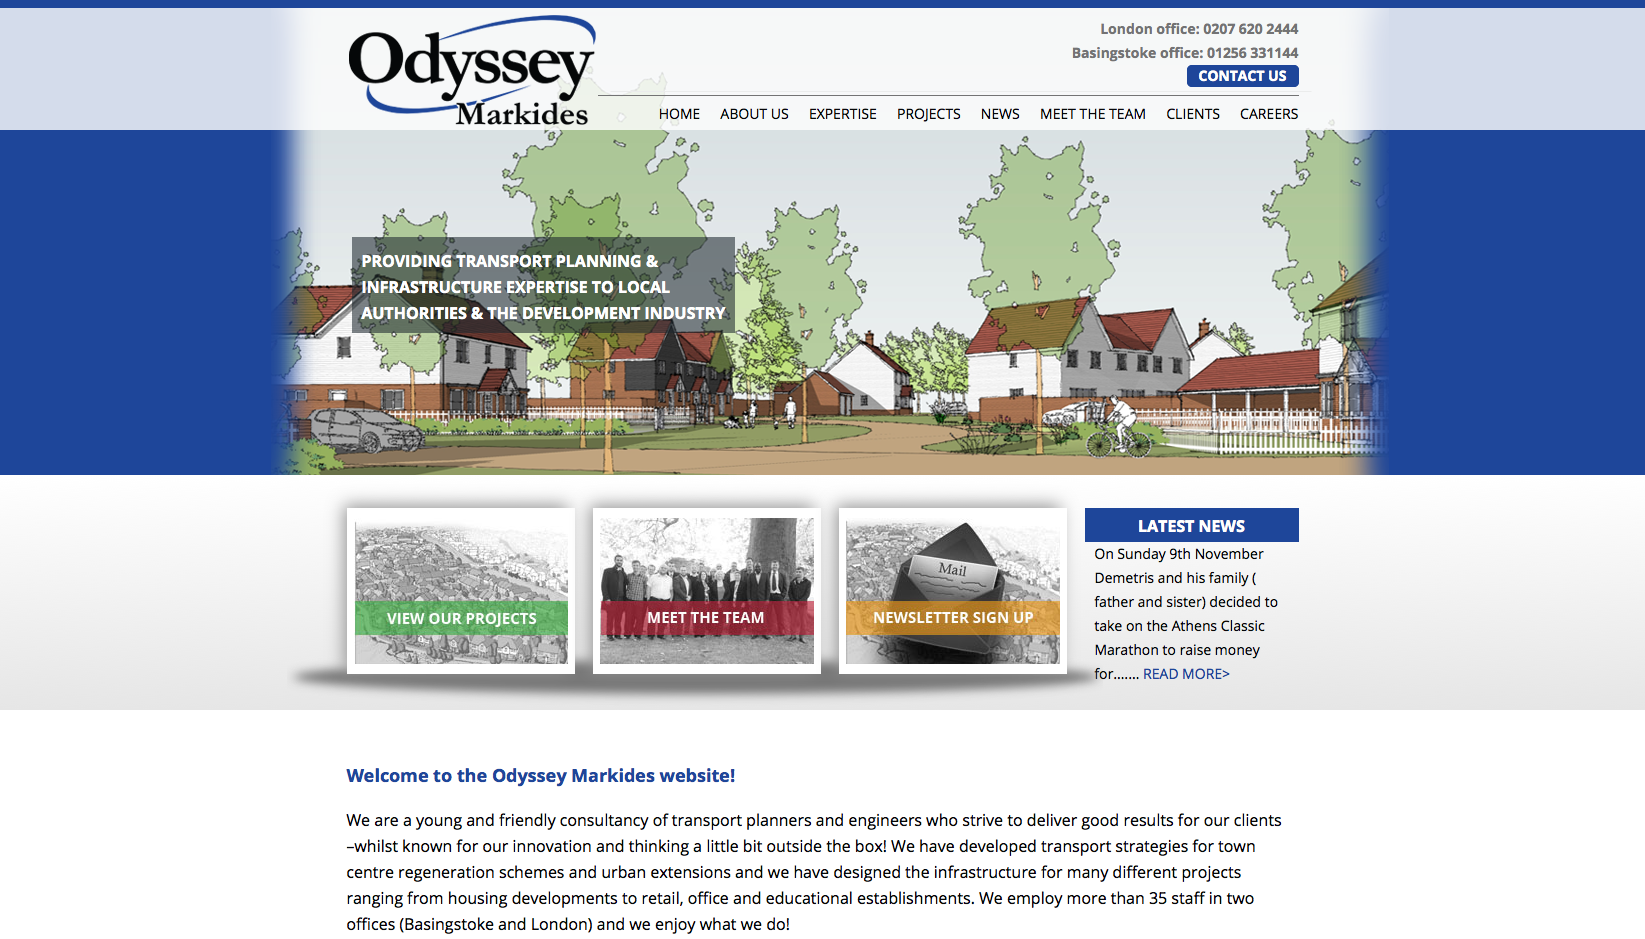 Odyssey
Markides
London office: 0207 620 2444
Basingstoke office: 01256 331144
CONTACT US
HOME ABOUT US EXPERTISE PROJECTS NEWS MEET THE TEAM CLIENTS CAREERS
PROVIDING TRANSPORT PLANNING &
INFRASTRUCTURE EXPERTISE TO LOCAL
AUTHORITIES & THE DEVELOPMENT INDUSTRY
VIEW OUR PROJECTS
MEET THE TEAM
Mail
NEWSLETTER SIGN UP
LATEST NEWS
On Sunday 9th November
Demetris and his family (
father and sister) decided to
take on the Athens Classic
Marathon to raise money
for....... READ MORE>
Welcome to the Odyssey Markides website!
We are a young and friendly consultancy of transport planners and engineers who strive to deliver good results for our clients
–whilst known for our innovation and thinking a little bit outside the box! We have developed transport strategies for town
centre regeneration schemes and urban extensions and we have designed the infrastructure for many different projects
ranging from housing developments to retail, office and educational establishments. We employ more than 35 staff in two
offices (Basingstoke and London) and we enjoy what we do!